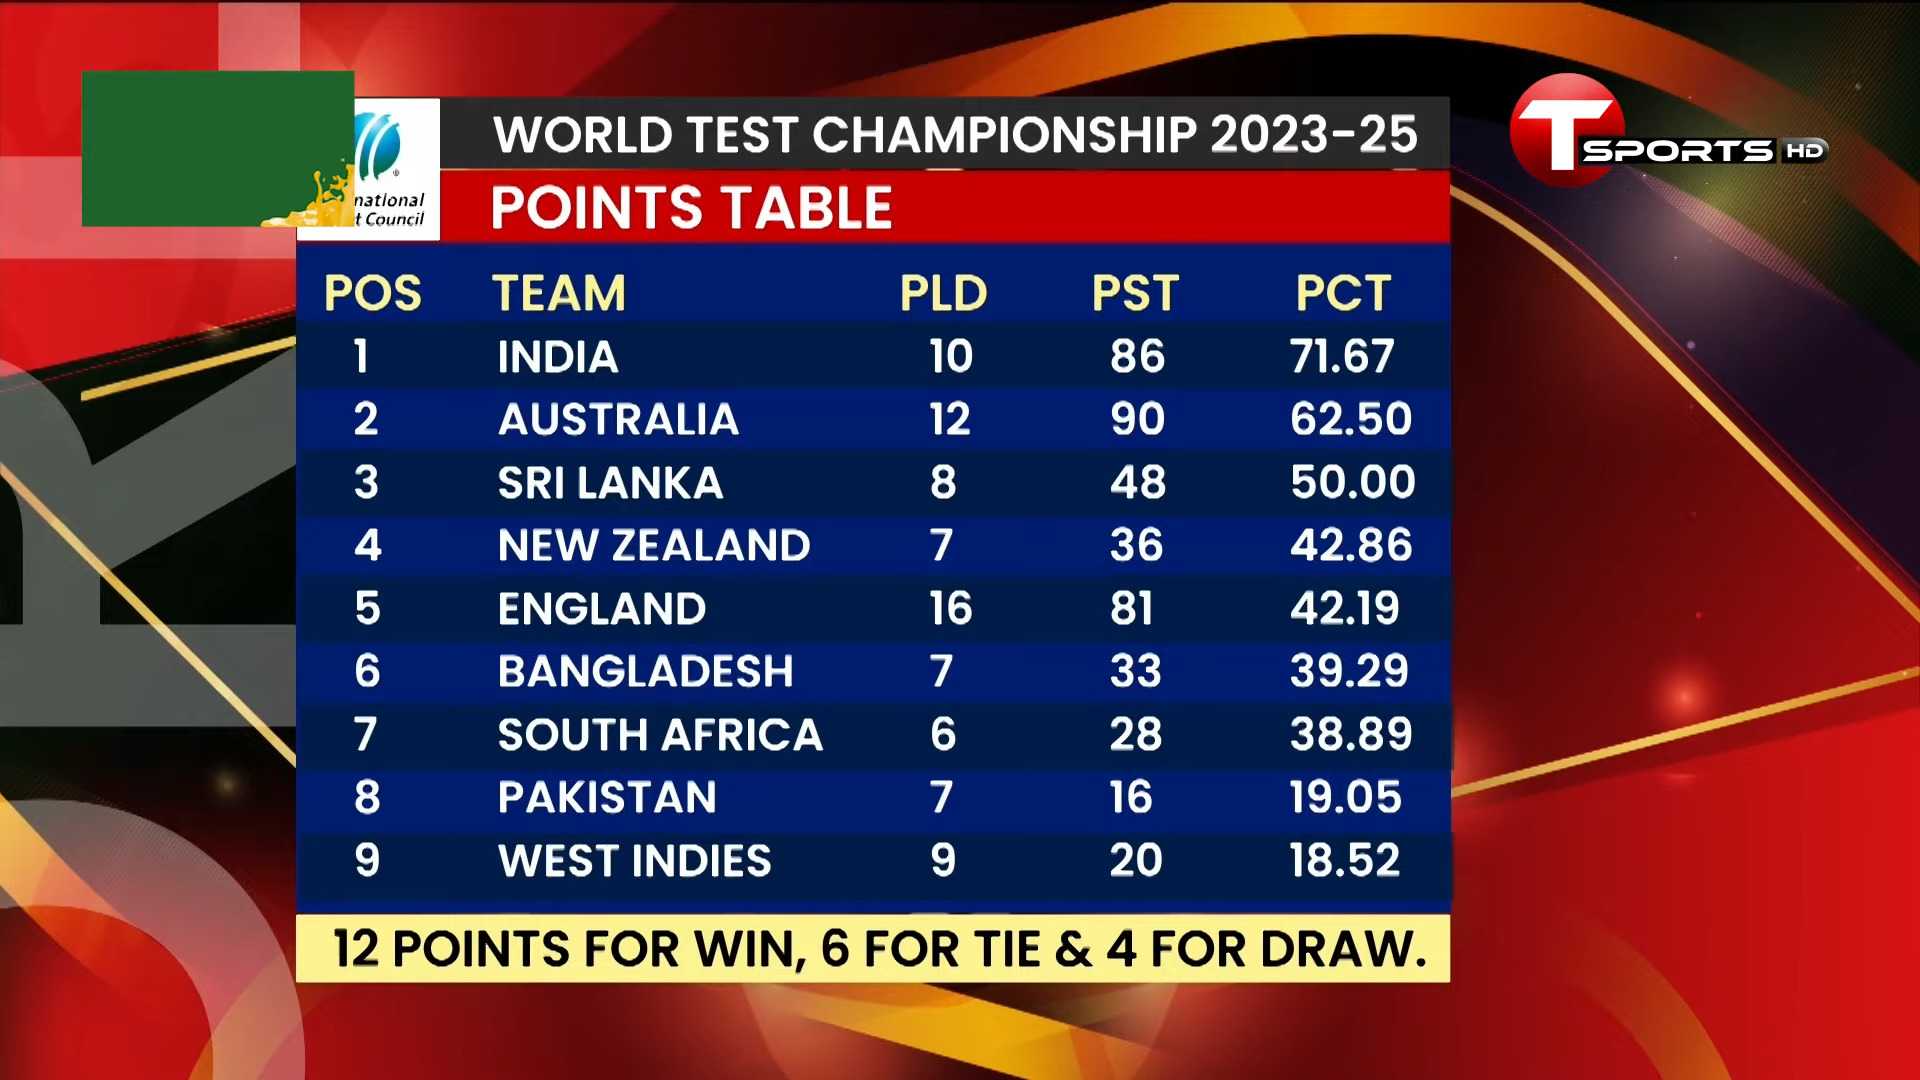 WORLD TEST CHAMPIONSHIP 2023-25
T SPORTS HD
national
t Council
POINTS TABLE
POS TEAM PLD PST PCT
1 INDIA 10 86 71.67
2 AUSTRALIA 12 90 62.50
3 SRI LANKA 8 48 50.00
4 NEW ZEALAND 7 36 42.86
5 ENGLAND 16 81 42.19
6 BANGLADESH 7 33 39.29
7 SOUTH AFRICA 6 28 38.89
8 PAKISTAN 7 16 19.05
9 WEST INDIES 9 20 18.52
12 POINTS FOR WIN, 6 FOR TIE & 4 FOR DRAW.